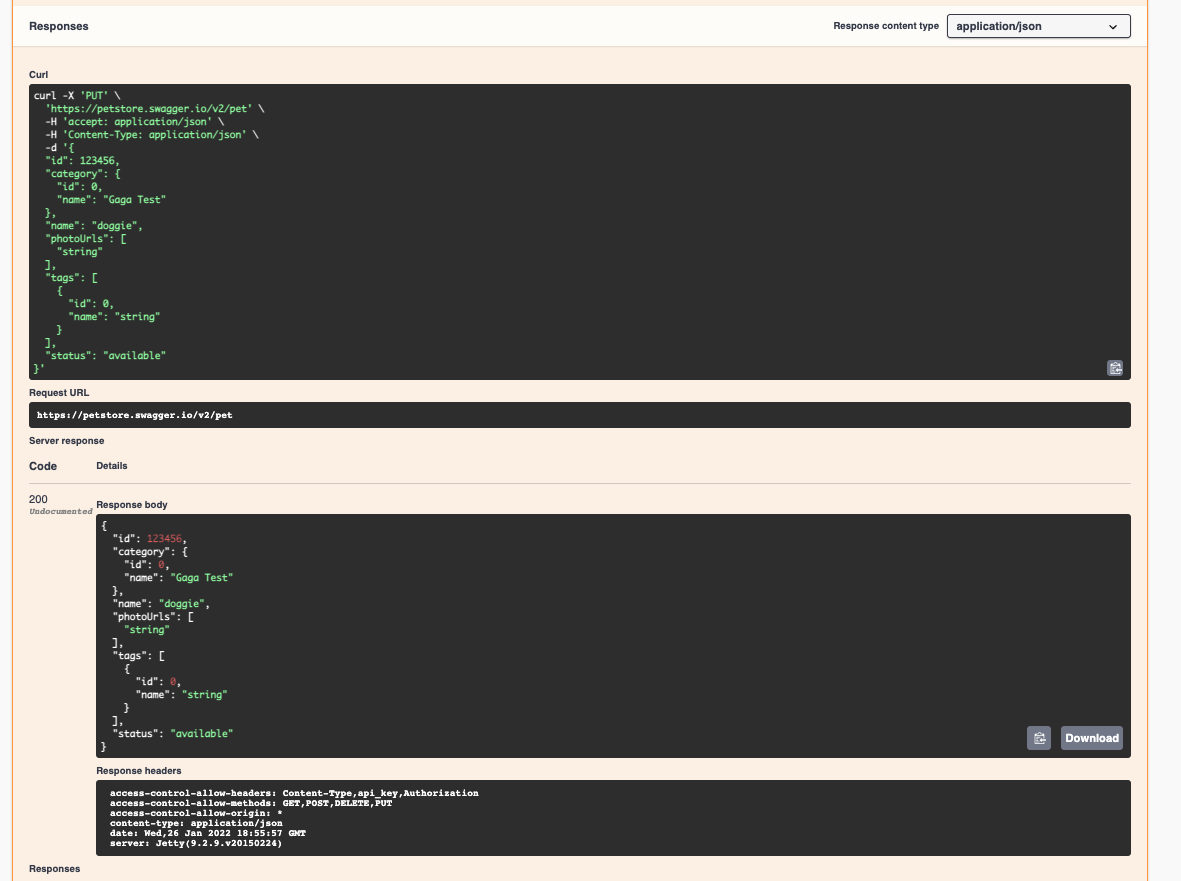 Responses
Response content type
application/json
Curl
curl -X 'PUT' \
  'https://petstore.swagger.io/v2/pet' \
  -H 'accept: application/json' \
  -H 'Content-Type: application/json' \
  -d '{
  "id": 123456,
  "category": {
    "id": 0,
    "name": "Gaga Test"
  },
  "name": "doggie",
  "photoUrls": [
    "string"
  ],
  "tags": [
    {
      "id": 0,
      "name": "string"
    }
  ],
  "status": "available"
}'
Request URL
https://petstore.swagger.io/v2/pet
Server response
Code Details
200
Undocumented
Response body
{
  "id": 123456,
  "category": {
    "id": 0,
    "name": "Gaga Test"
  },
  "name": "doggie",
  "photoUrls": [
    "string"
  ],
  "tags": [
    {
      "id": 0,
      "name": "string"
    }
  ],
  "status": "available"
}
Download
Response headers
access-control-allow-headers: Content-Type,api_key,Authorization
access-control-allow-methods: GET,POST,DELETE,PUT
access-control-allow-origin: *
content-type: application/json
date: Wed,26 Jan 2022 18:55:57 GMT
server: Jetty(9.2.9.v20150224)
Responses